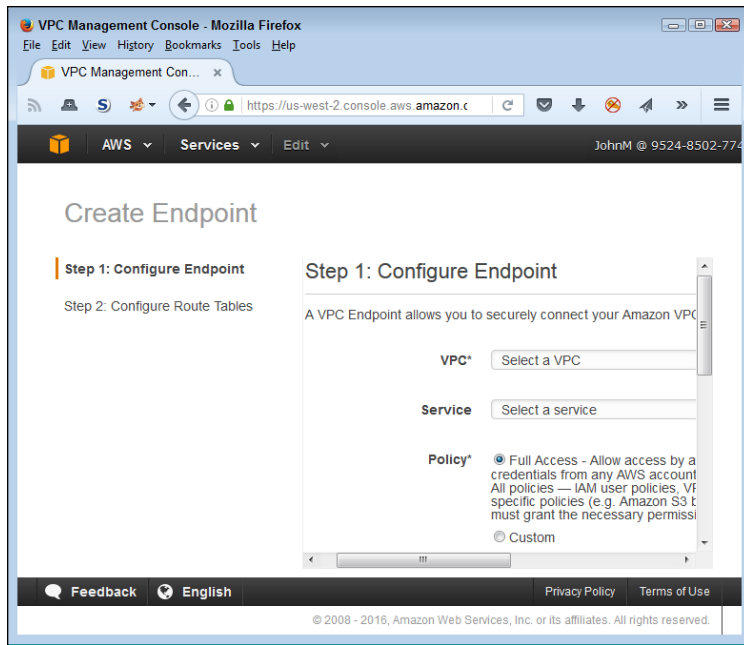 VPC Management Console - Mozilla Firefox
File Edit View History Bookmarks Tools Help
VPC Management Con... ×
https://us-west-2.console.aws.amazon.c
AWS Services Edit JohnM @ 9524-8502-774
Create Endpoint
Step 1: Configure Endpoint
Step 2: Configure Route Tables
Step 1: Configure Endpoint
A VPC Endpoint allows you to securely connect your Amazon VPC
VPC* Select a VPC
Service Select a service
Policy* Full Access - Allow access by a
credentials from any AWS account
All policies — IAM user policies, VP
specific policies (e.g. Amazon S3 b
must grant the necessary permissi
Custom
Feedback English Privacy Policy Terms of Use
© 2008 - 2016, Amazon Web Services, Inc. or its affiliates. All rights reserved.